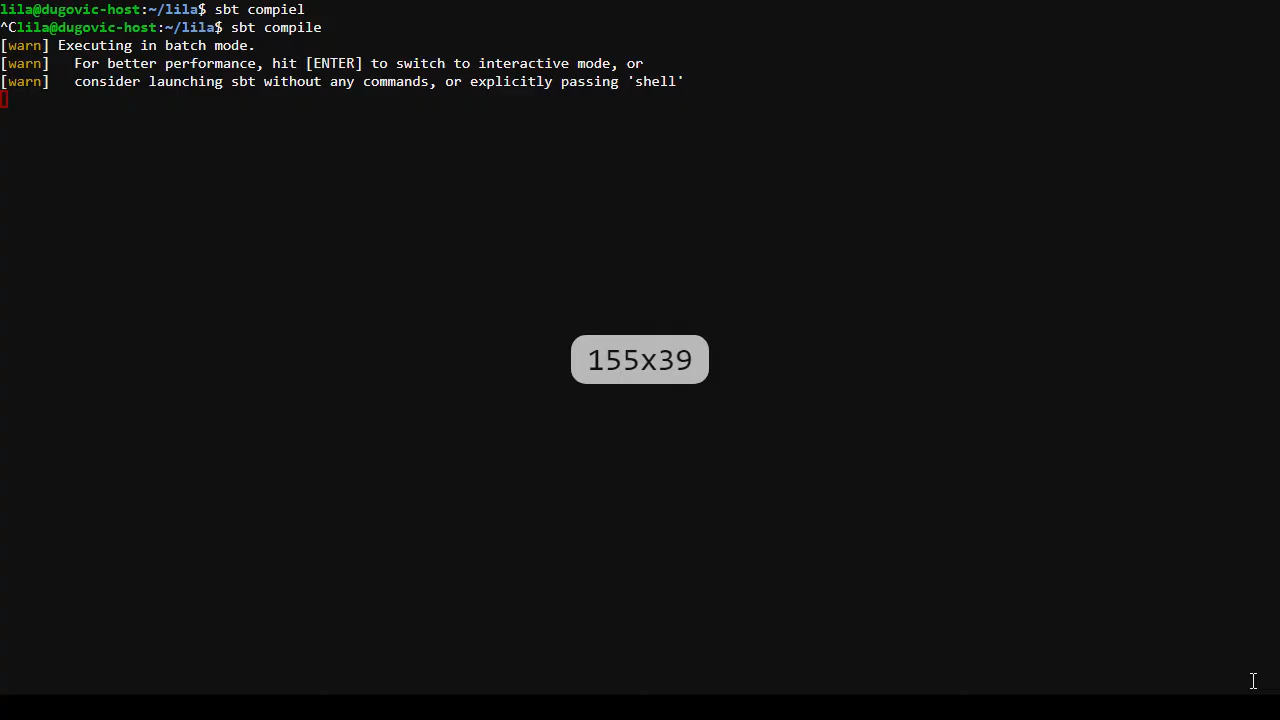 lila@dugovic-host:~/lila$ sbt compiel
^Clila@dugovic-host:~/lila$ sbt compile
[warn] Executing in batch mode.
[warn]   For better performance, hit [ENTER] to switch to interactive mode, or
[warn]   consider launching sbt without any commands, or explicitly passing 'shell'
155x39